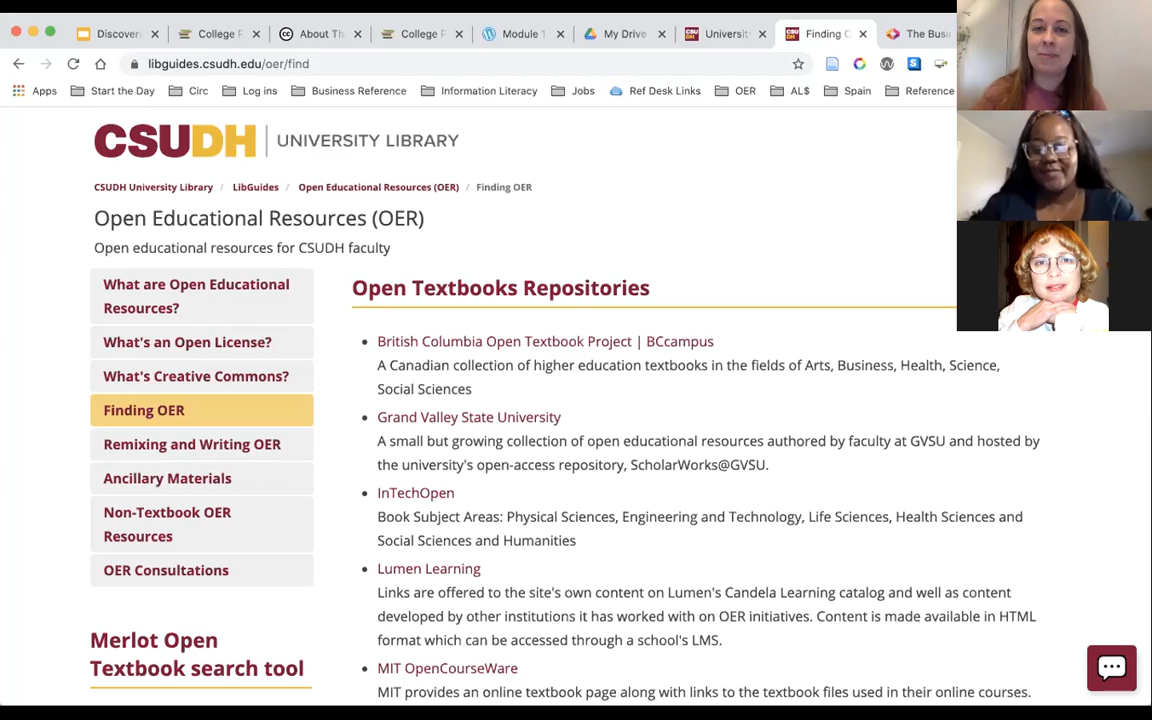 Discoveri
College P
About Th
College P
Module 1
My Drive
Universit
Finding O
The Busi
libguides.csudh.edu/oer/find
Apps
Start the Day
Circ
Log ins
Business Reference
Information Literacy
Jobs
Ref Desk Links
OER
AL$
Spain
Reference
CSUDH | UNIVERSITY LIBRARY
CSUDH University Library / LibGuides / Open Educational Resources (OER) / Finding OER
Open Educational Resources (OER)
Open educational resources for CSUDH faculty
What are Open Educational
Resources?
What's an Open License?
What's Creative Commons?
Finding OER
Remixing and Writing OER
Ancillary Materials
Non-Textbook OER
Resources
OER Consultations
Merlot Open
Textbook search tool
Open Textbooks Repositories
British Columbia Open Textbook Project | BCcampus
A Canadian collection of higher education textbooks in the fields of Arts, Business, Health, Science,
Social Sciences
Grand Valley State University
A small but growing collection of open educational resources authored by faculty at GVSU and hosted by
the university's open-access repository, ScholarWorks@GVSU.
InTechOpen
Book Subject Areas: Physical Sciences, Engineering and Technology, Life Sciences, Health Sciences and
Social Sciences and Humanities
Lumen Learning
Links are offered to the site's own content on Lumen's Candela Learning catalog and well as content
developed by other institutions it has worked with on OER initiatives. Content is made available in HTML
format which can be accessed through a school's LMS.
MIT OpenCourseWare
MIT provides an online textbook page along with links to the textbook files used in their online courses.